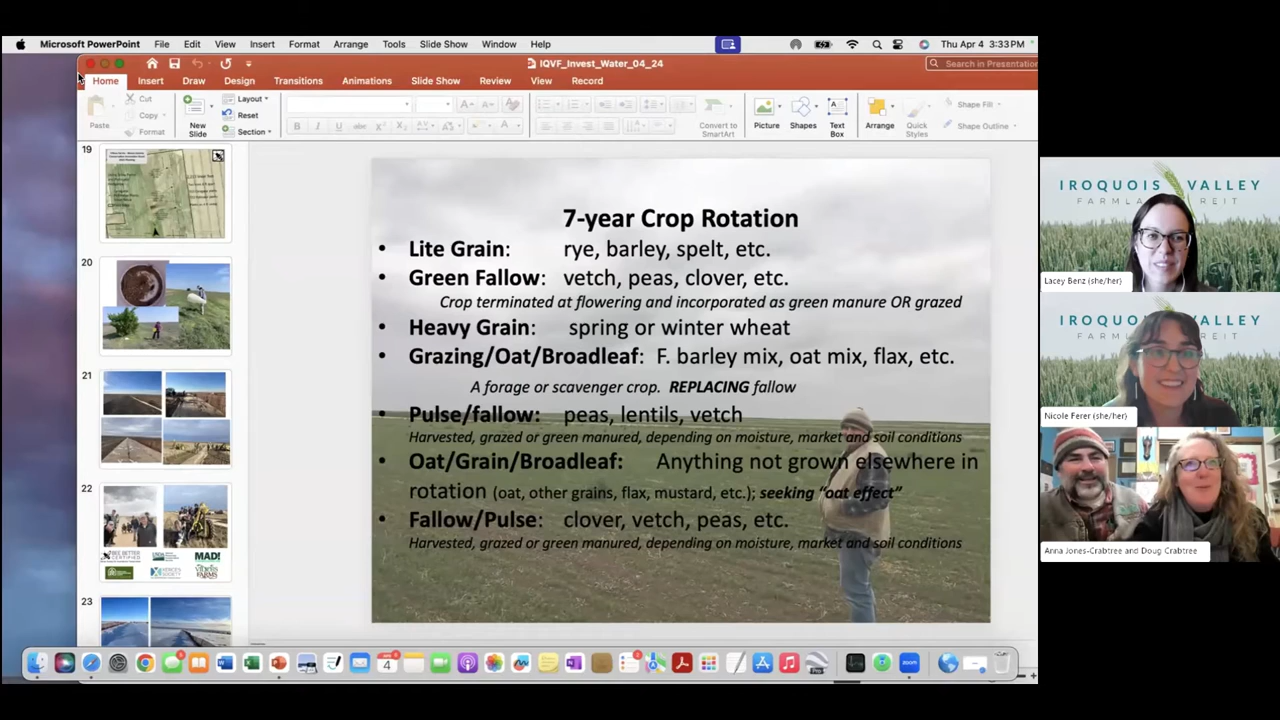 Microsoft PowerPoint File Edit View Insert Format Arrange Tools Slide Show Window Help Thu Apr 4 3:33 PM
IQVF_Invest_Water_04_24
Search in Presentation
Home Insert Draw Design Transitions Animations Slide Show Review View Record
Paste
Cut
Copy
Format
New Slide
Layout
Reset
Section
Convert to SmartArt
Picture
Shapes
Text Box
Arrange
Quick Styles
Shape Fill
Shape Outline
19
20
21
22
BEE BETTER
CERTIFIED
USDA
MAD!
VILICUS
FARMS
23
7-year Crop Rotation
• Lite Grain: rye, barley, spelt, etc.
• Green Fallow: vetch, peas, clover, etc.
Crop terminated at flowering and incorporated as green manure OR grazed
• Heavy Grain: spring or winter wheat
• Grazing/Oat/Broadleaf: F. barley mix, oat mix, flax, etc.
A forage or scavenger crop. REPLACING fallow
• Pulse/fallow: peas, lentils, vetch
Harvested, grazed or green manured, depending on moisture, market and soil conditions
• Oat/Grain/Broadleaf: Anything not grown elsewhere in
rotation (oat, other grains, flax, mustard, etc.); seeking “oat effect”
• Fallow/Pulse: clover, vetch, peas, etc.
Harvested, grazed or green manured, depending on moisture, market and soil conditions
IROQUOIS VALLEY
FARMLA REIT
Lacey Benz (she/her)
IROQUOIS VALLEY
FARML REIT
Nicole Ferer (she/her)
Anna Jones-Crabtree and Doug Crabtree